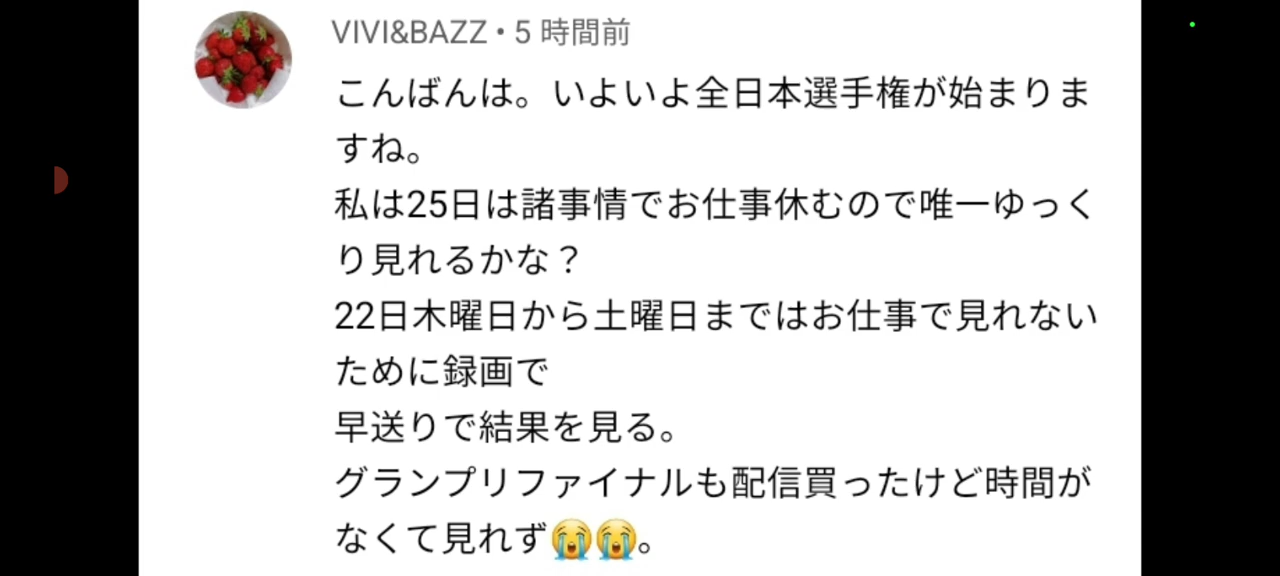 VIVI&BAZZ • 5 時間前
こんばんは。いよいよ全日本選手権が始まりま
すね。
私は25日は諸事情でお仕事休むので唯一ゆっく
り見れるかな？
22日木曜日から土曜日まではお仕事で見れない
ために録画で
早送りで結果を見る。
グランプリファイナルも配信買ったけど時間が
なくて見れず😭😭。